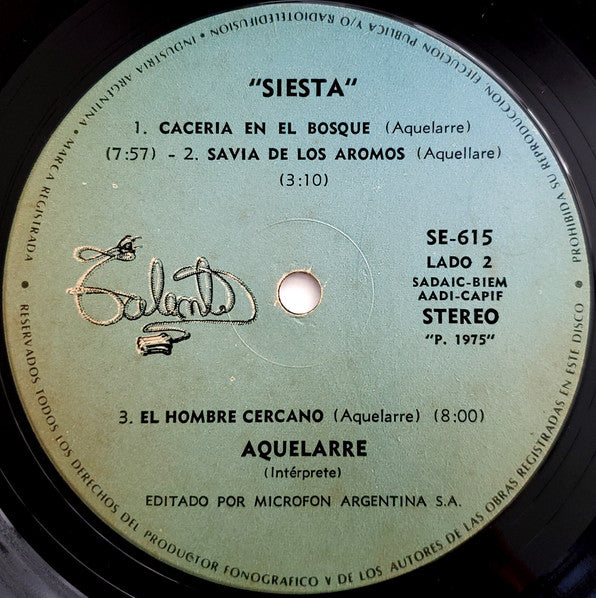 "SIESTA"
1. CACERIA EN EL BOSQUE (Aquelarre)
(7:57) - 2. SAVIA DE LOS AROMOS (Aquellare)
(3:10)
Talent
SE-615
LADO 2
SADAIC-BIEM
AADI-CAPIF
STEREO
"P. 1975"
3. EL HOMBRE CERCANO (Aquelarre) (8:00)
AQUELARRE
(Intérprete)
EDITADO POR MICROFON ARGENTINA S.A.
RESERVADOS TODOS LOS DERECHOS DEL PRODUCTOR FONOGRAFICO Y DE LOS AUTORES DE LAS OBRAS REGISTRADAS EN ESTE DISCO • PROHIBIDA SU REPRODUCCION, EJECUCION PUBLICA Y/O RADIOTELEDIFUSION • INDUSTRIA ARGENTINA • MARCA REGISTRADA •